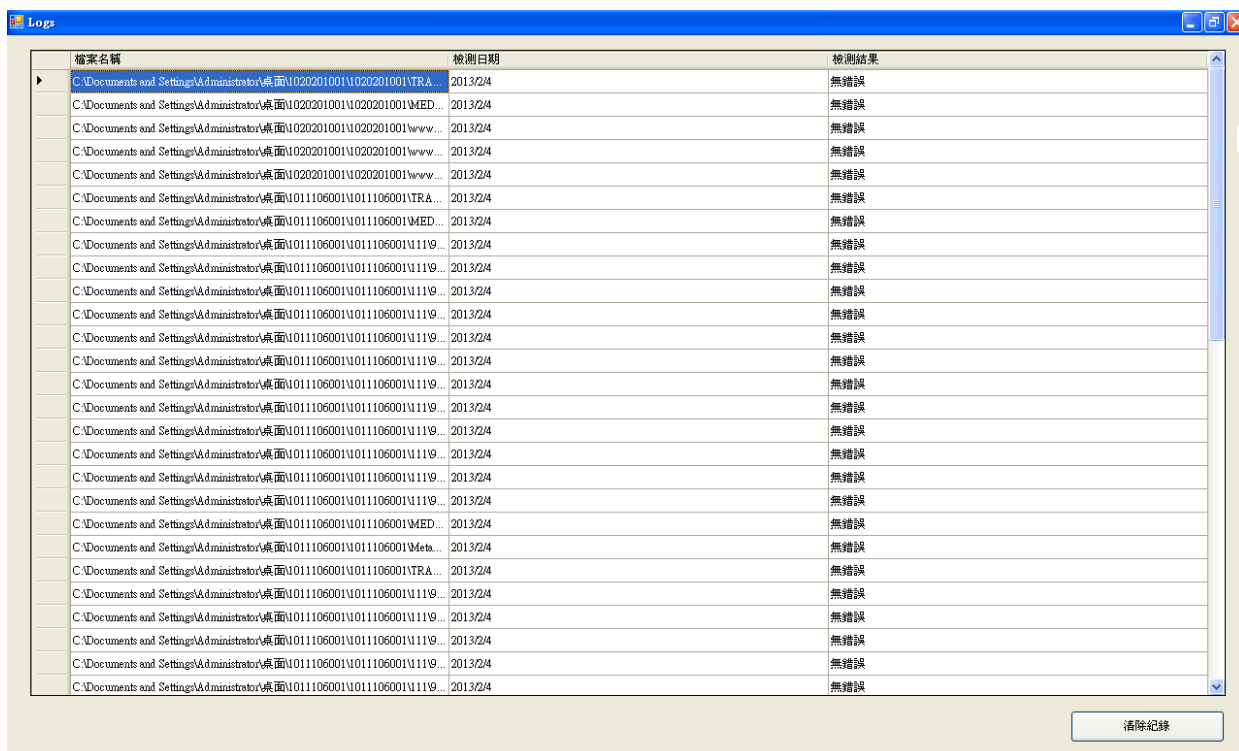 Logs
檔案名稱 檢測日期 檢測結果
C:\Documents and Settings\Administrator\桌面\1020201001\1020201001\TRA... 2013/2/4 無錯誤
C:\Documents and Settings\Administrator\桌面\1020201001\1020201001\MED... 2013/2/4 無錯誤
C:\Documents and Settings\Administrator\桌面\1020201001\1020201001\www... 2013/2/4 無錯誤
C:\Documents and Settings\Administrator\桌面\1020201001\1020201001\www... 2013/2/4 無錯誤
C:\Documents and Settings\Administrator\桌面\1020201001\1020201001\www... 2013/2/4 無錯誤
C:\Documents and Settings\Administrator\桌面\1011106001\1011106001\TRA... 2013/2/4 無錯誤
C:\Documents and Settings\Administrator\桌面\1011106001\1011106001\MED... 2013/2/4 無錯誤
C:\Documents and Settings\Administrator\桌面\1011106001\1011106001\111\9... 2013/2/4 無錯誤
C:\Documents and Settings\Administrator\桌面\1011106001\1011106001\111\9... 2013/2/4 無錯誤
C:\Documents and Settings\Administrator\桌面\1011106001\1011106001\111\9... 2013/2/4 無錯誤
C:\Documents and Settings\Administrator\桌面\1011106001\1011106001\111\9... 2013/2/4 無錯誤
C:\Documents and Settings\Administrator\桌面\1011106001\1011106001\111\9... 2013/2/4 無錯誤
C:\Documents and Settings\Administrator\桌面\1011106001\1011106001\111\9... 2013/2/4 無錯誤
C:\Documents and Settings\Administrator\桌面\1011106001\1011106001\111\9... 2013/2/4 無錯誤
C:\Documents and Settings\Administrator\桌面\1011106001\1011106001\111\9... 2013/2/4 無錯誤
C:\Documents and Settings\Administrator\桌面\1011106001\1011106001\111\9... 2013/2/4 無錯誤
C:\Documents and Settings\Administrator\桌面\1011106001\1011106001\111\9... 2013/2/4 無錯誤
C:\Documents and Settings\Administrator\桌面\1011106001\1011106001\111\9... 2013/2/4 無錯誤
C:\Documents and Settings\Administrator\桌面\1011106001\1011106001\111\9... 2013/2/4 無錯誤
C:\Documents and Settings\Administrator\桌面\1011106001\1011106001\MED... 2013/2/4 無錯誤
C:\Documents and Settings\Administrator\桌面\1011106001\1011106001\Meta... 2013/2/4 無錯誤
C:\Documents and Settings\Administrator\桌面\1011106001\1011106001\TRA... 2013/2/4 無錯誤
C:\Documents and Settings\Administrator\桌面\1011106001\1011106001\111\9... 2013/2/4 無錯誤
C:\Documents and Settings\Administrator\桌面\1011106001\1011106001\111\9... 2013/2/4 無錯誤
C:\Documents and Settings\Administrator\桌面\1011106001\1011106001\111\9... 2013/2/4 無錯誤
C:\Documents and Settings\Administrator\桌面\1011106001\1011106001\111\9... 2013/2/4 無錯誤
C:\Documents and Settings\Administrator\桌面\1011106001\1011106001\111\9... 2013/2/4 無錯誤
清除紀錄